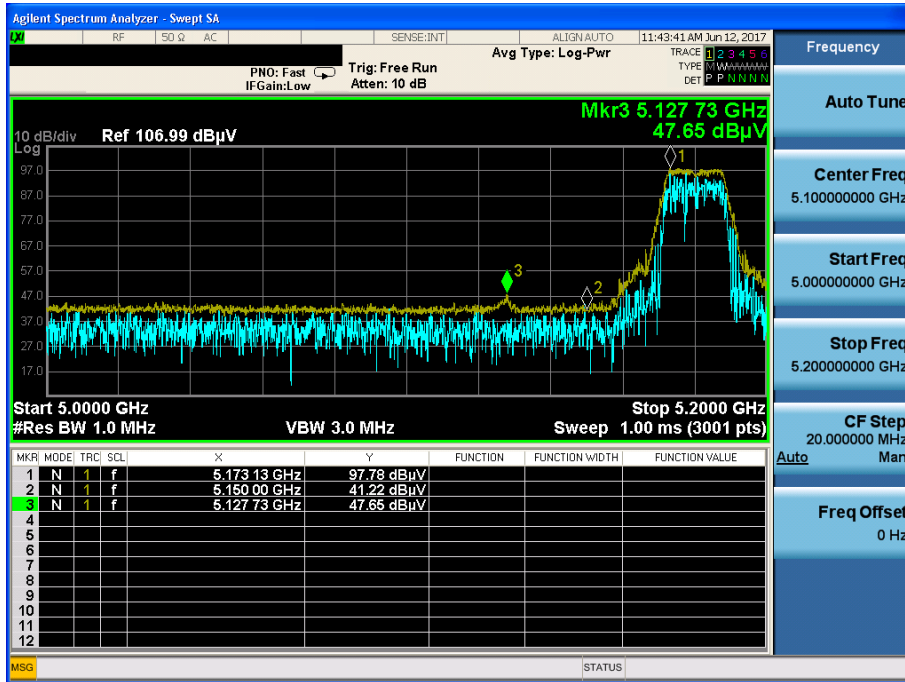 Agilent Spectrum Analyzer - Swept SA
LXI RF 50 Ω AC SENSE:INT ALIGNAUTO 11:43:41 AM Jun 12, 2017
Frequency
PNO: Fast
IFGain:Low
Trig: Free Run
Atten: 10 dB
Avg Type: Log-Pwr
TRACE 1 2 3 4 5 6
TYPE M WWWWW
DET P P N N N N
Auto Tune
Mkr3 5.127 73 GHz
47.65 dBµV
10 dB/div Ref 106.99 dBµV
Log
97.0
87.0
77.0
67.0
57.0
47.0
37.0
27.0
17.0
1
2
3
Center Freq
5.100000000 GHz
Start Freq
5.000000000 GHz
Stop Freq
5.200000000 GHz
Start 5.0000 GHz Stop 5.2000 GHz
#Res BW 1.0 MHz VBW 3.0 MHz Sweep 1.00 ms (3001 pts)
CF Step
20.000000 MHz
Auto Man
Freq Offset
0 Hz
MKR MODE TRC SCL X Y FUNCTION FUNCTION WIDTH FUNCTION VALUE
1 N 1 f 5.173 13 GHz 97.78 dBµV
2 N 1 f 5.150 00 GHz 41.22 dBµV
3 N 1 f 5.127 73 GHz 47.65 dBµV
4
5
6
7
8
9
10
11
12
MSG STATUS